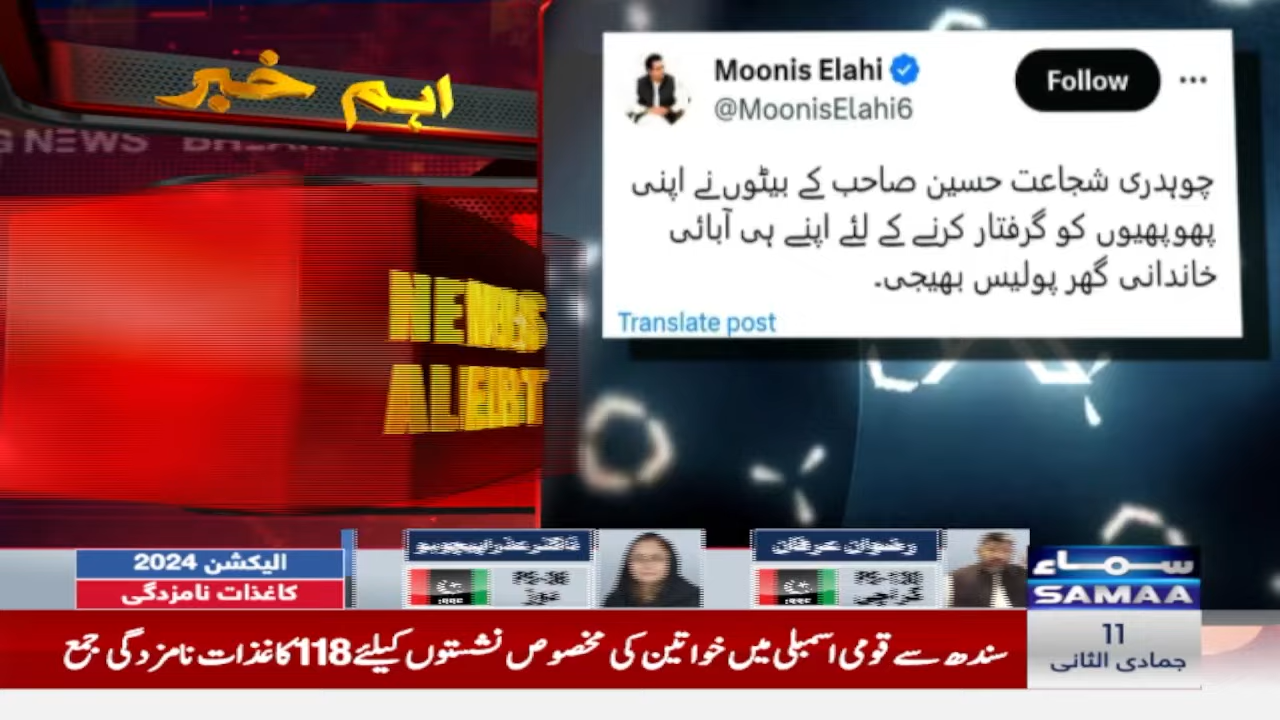 اہم خبر
NEWS
NEWS
ALERT
Moonis Elahi
@MoonisElahi6
Follow
چوہدری شجاعت حسین صاحب کے بیٹوں نے اپنی
پھوپھیوں کو گرفتار کرنے کے لئے اپنے ہی آبائی
خاندانی گھر پولیس بھیجی۔
Translate post
الیکشن 2024
کاغذات نامزدگی
رضوان عرفان
سماء
SAMAA
11
جمادی الثانی
سندھ سے قومی اسمبلی میں خواتین کی مخصوص نشستوں کیلئے 118 کاغذات نامزدگی جمع